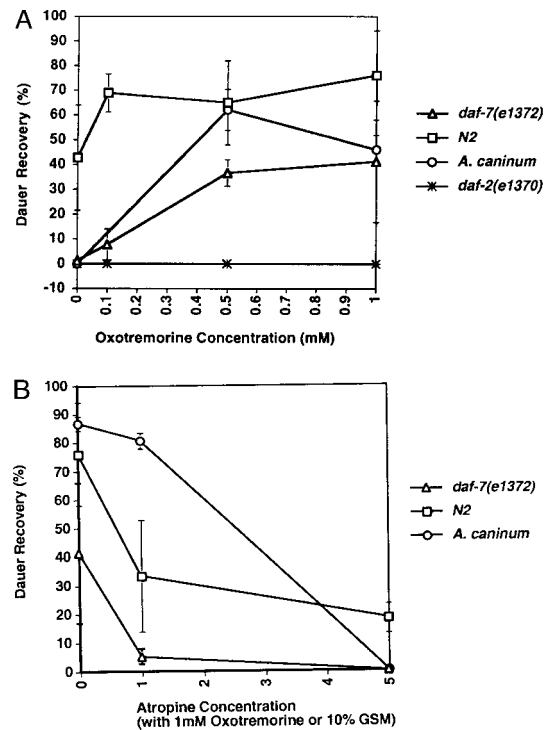 A
Dauer Recovery (%)
100
90
80
70
60
50
40
30
20
10
0
-10
0
0.1
0.2
0.3
0.4
0.5
0.6
0.7
0.8
0.9
1
Oxotremorine Concentration (mM)
daf-7(e1372)
N2
A. caninum
daf-2(e1370)
B
Dauer Recovery (%)
100
90
80
70
60
50
40
30
20
10
0
0
1
2
3
4
5
Atropine Concentration
(with 1mM Oxotremorine or 10% GSM)
daf-7(e1372)
N2
A. caninum